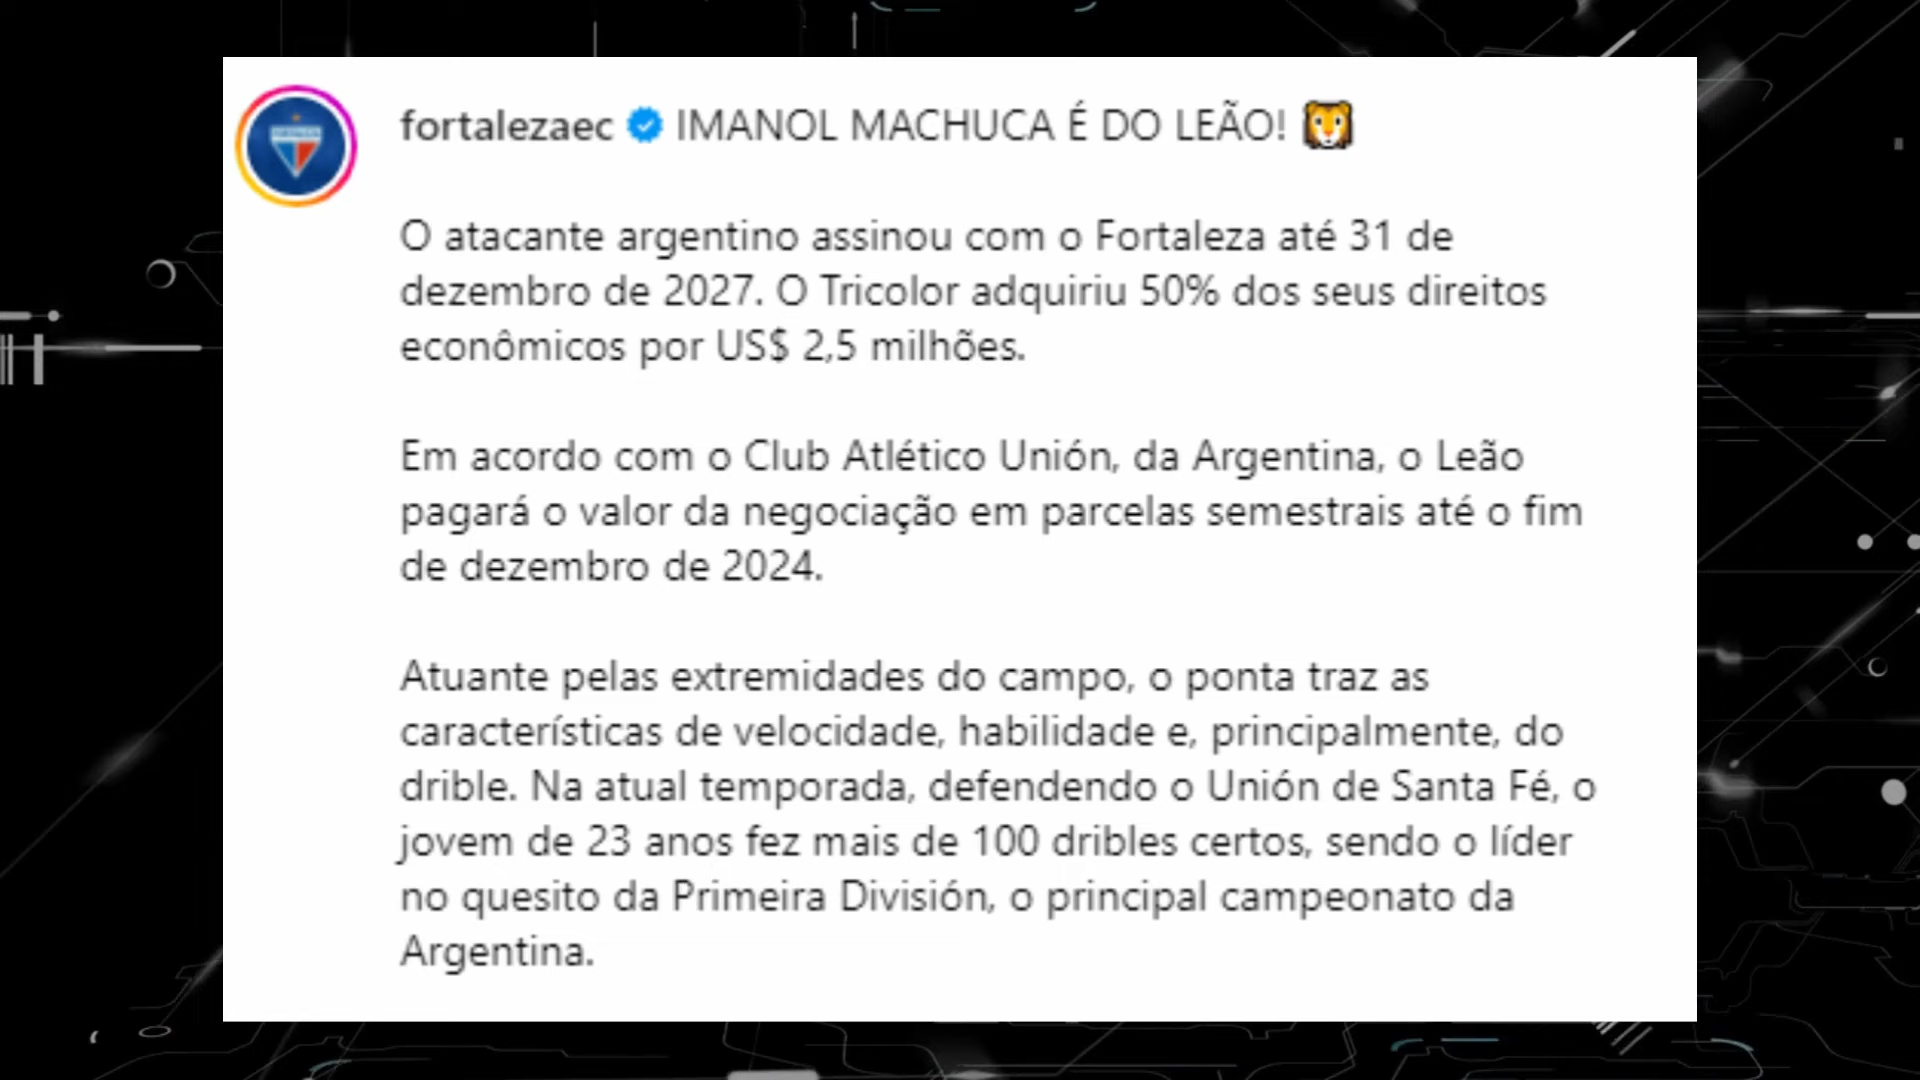 fortalezaec IMANOL MACHUCA É DO LEÃO! 🐯
O atacante argentino assinou com o Fortaleza até 31 de
dezembro de 2027. O Tricolor adquiriu 50% dos seus direitos
econômicos por US$ 2,5 milhões.
Em acordo com o Club Atlético Unión, da Argentina, o Leão
pagará o valor da negociação em parcelas semestrais até o fim
de dezembro de 2024.
Atuante pelas extremidades do campo, o ponta traz as
características de velocidade, habilidade e, principalmente, do
drible. Na atual temporada, defendendo o Unión de Santa Fé, o
jovem de 23 anos fez mais de 100 dribles certos, sendo o líder
no quesito da Primeira División, o principal campeonato da
Argentina.